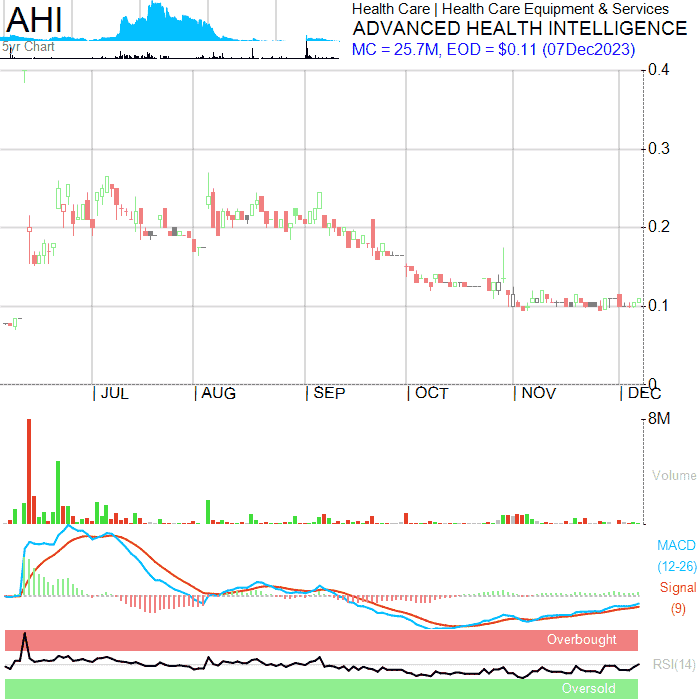 AHI
5yr Chart
Health Care | Health Care Equipment & Services
ADVANCED HEALTH INTELLIGENCE
MC = 25.7M, EOD = $0.11 (07Dec2023)
0.4
0.3
0.2
0.1
0
| JUL | AUG | SEP | OCT | NOV | DEC
8M
Volume
MACD
(12-26)
Signal
(9)
Overbought
RSI(14)
Oversold